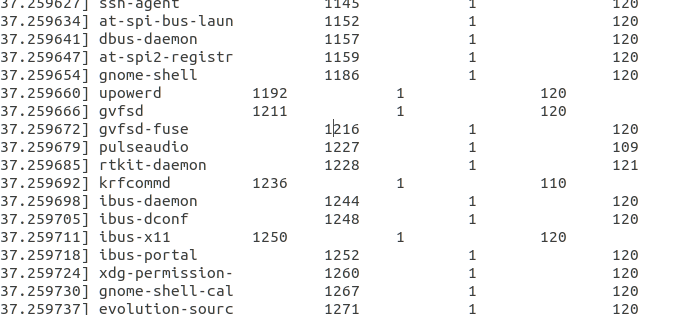 37.259627] ssh-agent 1145 1 120
37.259634] at-spi-bus-laun 1152 1 120
37.259641] dbus-daemon 1157 1 120
37.259647] at-spi2-registr 1159 1 120
37.259654] gnome-shell 1186 1 120
37.259660] upowerd 1192 1 120
37.259666] gvfsd 1211 1 120
37.259672] gvfsd-fuse 1216 1 120
37.259679] pulseaudio 1227 1 109
37.259685] rtkit-daemon 1228 1 121
37.259692] krfcommd 1236 1 110
37.259698] ibus-daemon 1244 1 120
37.259705] ibus-dconf 1248 1 120
37.259711] ibus-x11 1250 1 120
37.259718] ibus-portal 1252 1 120
37.259724] xdg-permission- 1260 1 120
37.259730] gnome-shell-cal 1267 1 120
37.259737] evolution-sourc 1271 1 120